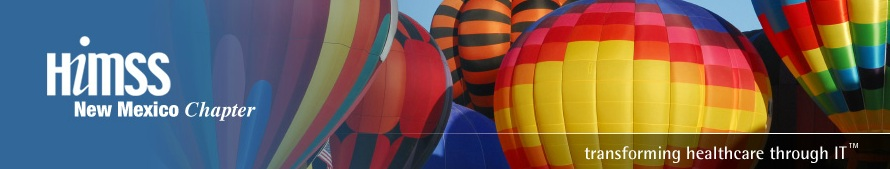 HiMSS
New Mexico Chapter
transforming healthcare through IT™